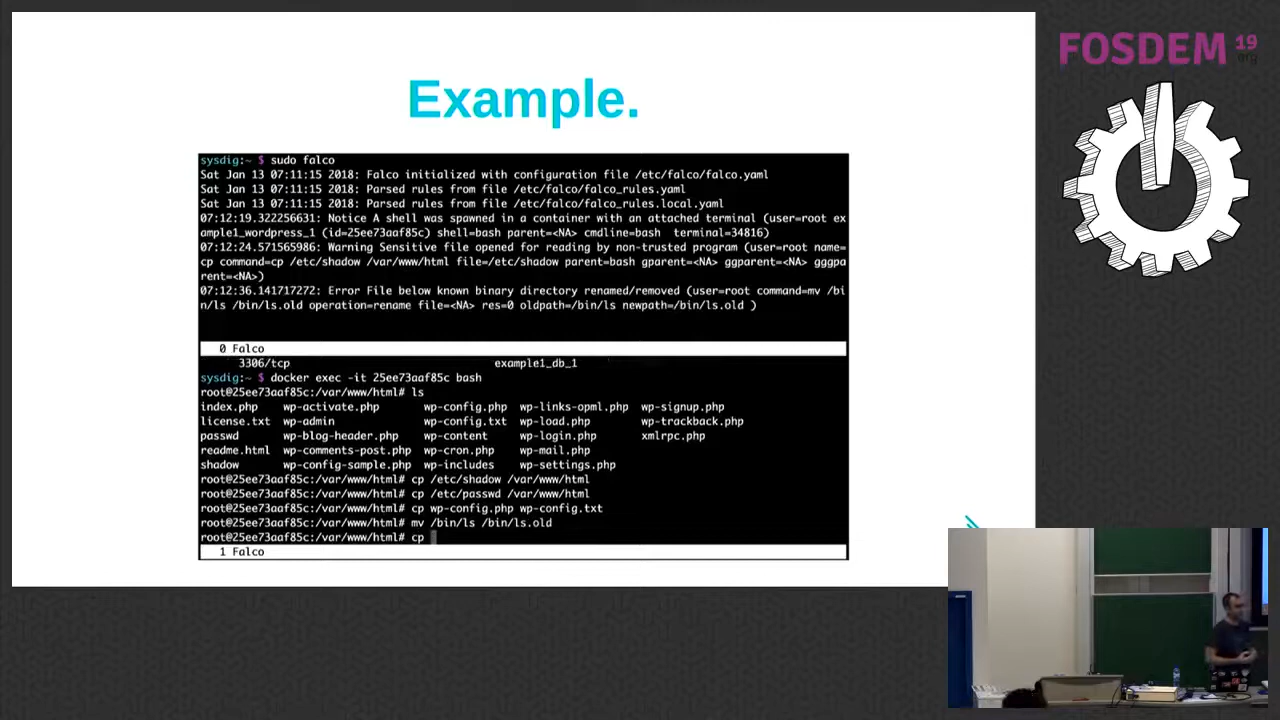 FOSDEM 19
.org
Example.
sysdig:~ $ sudo falco
Sat Jan 13 07:11:15 2018: Falco initialized with configuration file /etc/falco/falco.yaml
Sat Jan 13 07:11:15 2018: Parsed rules from file /etc/falco/falco_rules.yaml
Sat Jan 13 07:11:15 2018: Parsed rules from file /etc/falco/falco_rules.local.yaml
07:12:19.322256631: Notice A shell was spawned in a container with an attached terminal (user=root ex
ample1_wordpress_1 (id=25ee73aaf85c) shell=bash parent=<NA> cmdline=bash  terminal=34816)
07:12:24.571565986: Warning Sensitive file opened for reading by non-trusted program (user=root name=
cp command=cp /etc/shadow /var/www/html file=/etc/shadow parent=bash gparent=<NA> ggparent=<NA> gggpa
rent=<NA>)
07:12:36.141717272: Error File below known binary directory renamed/removed (user=root command=mv /bi
n/ls /bin/ls.old operation=rename file=<NA> res=0 oldpath=/bin/ls newpath=/bin/ls.old )
0 Falco
3306/tcp example1_db_1
sysdig:~ $ docker exec -it 25ee73aaf85c bash
root@25ee73aaf85c:/var/www/html# ls
index.php wp-activate.php wp-config.php wp-links-opml.php wp-signup.php
license.txt wp-admin wp-config.txt wp-load.php wp-trackback.php
passwd wp-blog-header.php wp-content wp-login.php xmlrpc.php
readme.html wp-comments-post.php wp-cron.php wp-mail.php
shadow wp-config-sample.php wp-includes wp-settings.php
root@25ee73aaf85c:/var/www/html# cp /etc/shadow /var/www/html
root@25ee73aaf85c:/var/www/html# cp /etc/passwd /var/www/html
root@25ee73aaf85c:/var/www/html# cp wp-config.php wp-config.txt
root@25ee73aaf85c:/var/www/html# mv /bin/ls /bin/ls.old
root@25ee73aaf85c:/var/www/html# cp
1 Falco